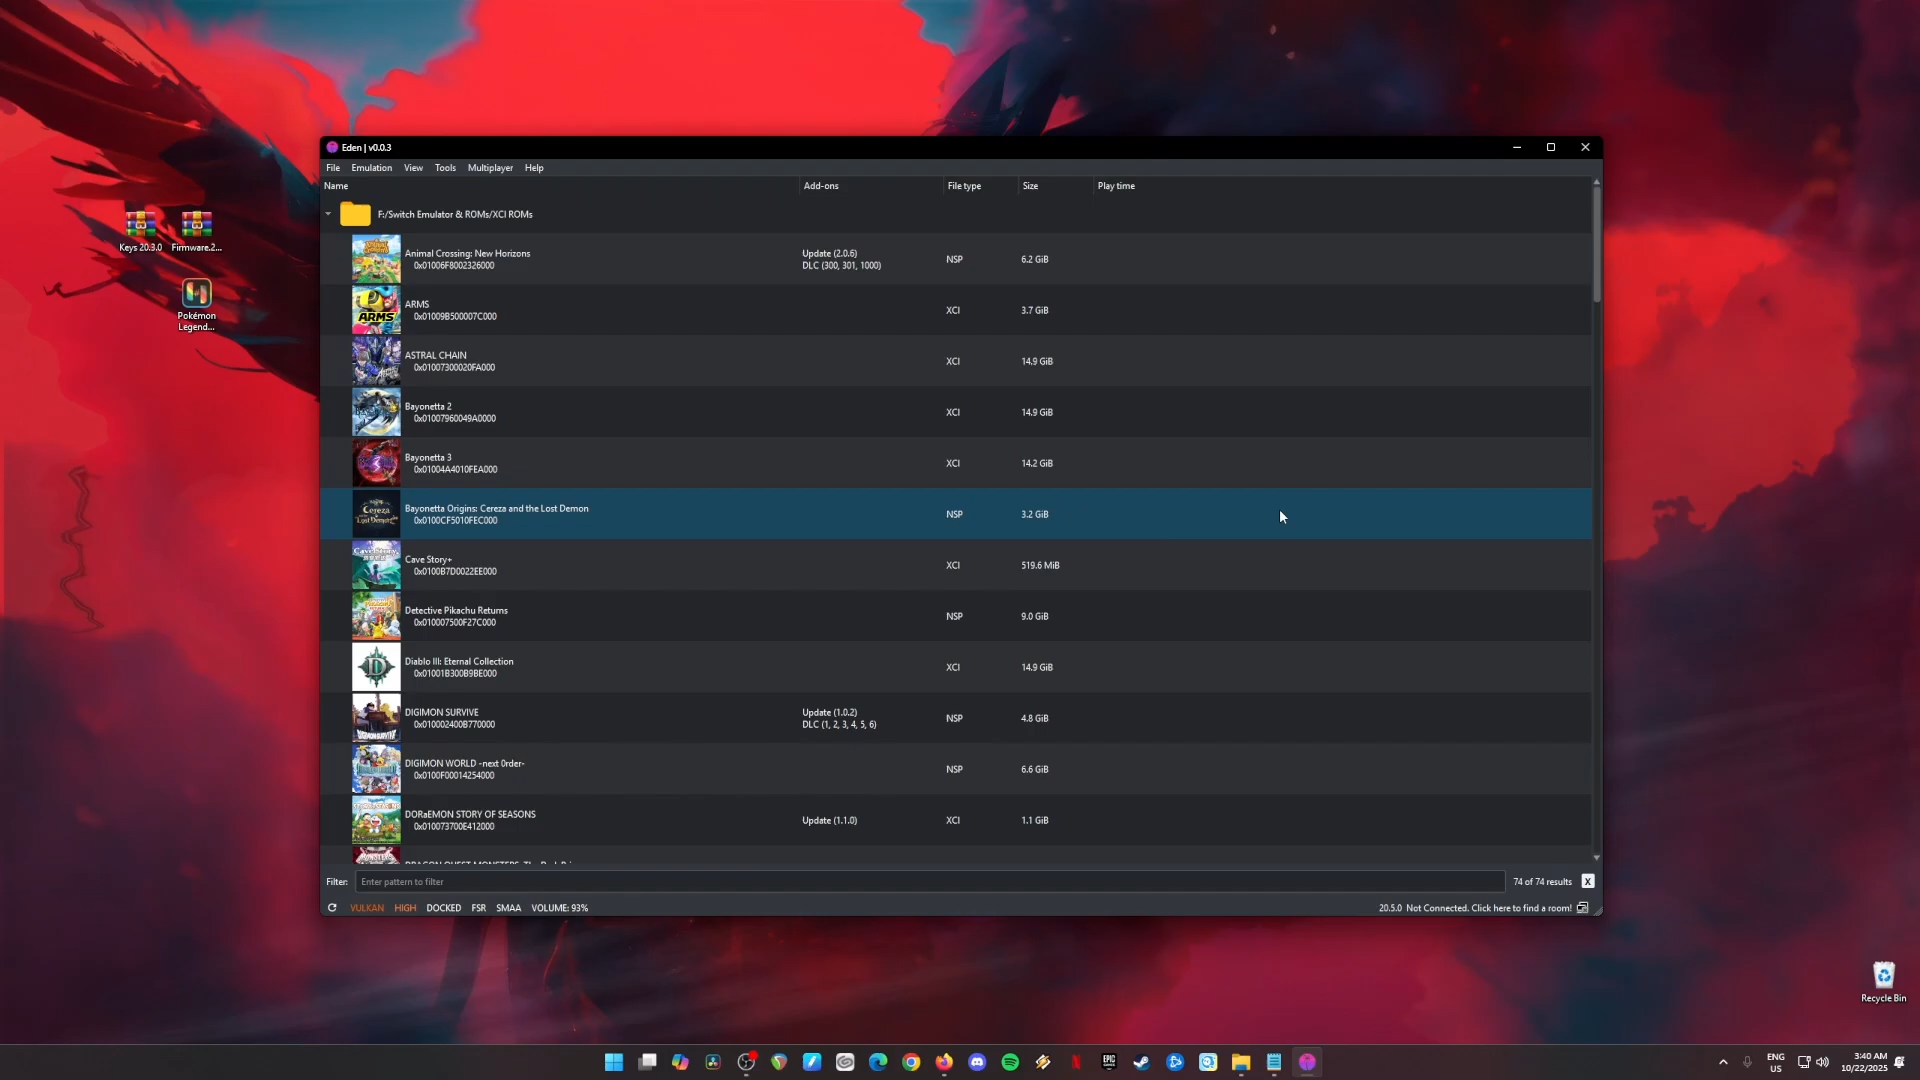 Eden | v0.0.3
File Emulation View Tools Multiplayer Help
Name Add-ons File type Size Play time
F:/Switch Emulator & ROMs/XCI ROMs
Animal Crossing: New Horizons
0x01006F8002326000
Update (2.0.6)
DLC (300, 301, 1000)
NSP 6.2 GiB
ARMS
ARMS
0x01009B500007C000
XCI 3.7 GiB
ASTRAL CHAIN
0x01007300020FA000
XCI 14.9 GiB
Bayonetta 2
0x01007960049A0000
XCI 14.9 GiB
Bayonetta 3
0x01004A4010FEA000
XCI 14.2 GiB
Cereza
Lost Demon
Bayonetta Origins: Cereza and the Lost Demon
0x0100CF5010FEC000
NSP 3.2 GiB
Cave Story+
0x0100B7D0022EE000
XCI 519.6 MiB
Detective Pikachu Returns
0x010007500F27C000
NSP 9.0 GiB
D
Diablo III: Eternal Collection
0x01001B300B9BE000
XCI 14.9 GiB
DIGIMON SURVIVE
0x010002400B770000
Update (1.0.2)
DLC (1, 2, 3, 4, 5, 6)
NSP 4.8 GiB
DIGIMON WORLD -next 0rder-
0x0100F00014254000
NSP 6.6 GiB
DORaEMON STORY OF SEASONS
0x010073700E412000
Update (1.1.0)
XCI 1.1 GiB
Filter: Enter pattern to filter 74 of 74 results X
VULKAN HIGH DOCKED FSR SMAA VOLUME: 93%
20.5.0 Not Connected. Click here to find a room!
Keys 20.3.0
Firmware.2...
Pokémon
Legend...
Recycle Bin
EPIC
ENG
US
3:40 AM
10/22/2025